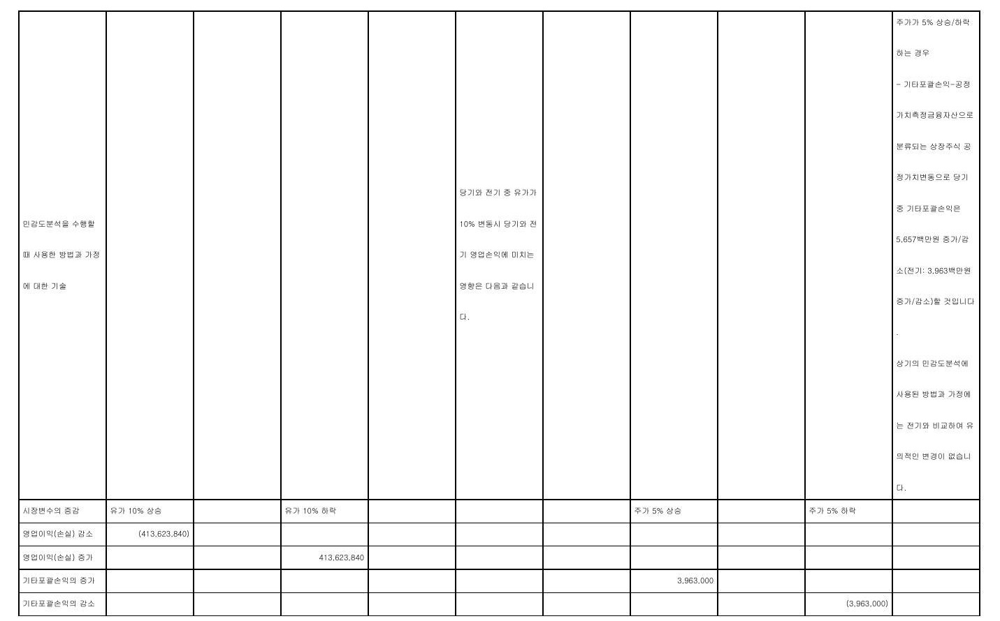 민감도분석을 수행할
때 사용한 방법과 가정
에 대한 기술
당기와 전기 중 유가가
10% 변동시 당기와 전
기 영업손익에 미치는
영향은 다음과 같습니
다.
주가가 5% 상승/하락
하는 경우
- 기타포괄손익-공정
가치측정금융자산으로
분류되는 상장주식 공
정가치변동으로 당기
중 기타포괄손익은
5,657백만원 증가/감
소(전기: 3,963백만원
증가/감소)할 것입니다
.
상기의 민감도분석에
사용된 방법과 가정에
는 전기와 비교하여 유
의적인 변경이 없습니
다.
시장변수의 증감 유가 10% 상승 유가 10% 하락 주가 5% 상승 주가 5% 하락
영업이익(손실) 감소 (413,623,840)
영업이익(손실) 증가 413,623,840
기타포괄손익의 증가 3,963,000
기타포괄손익의 감소 (3,963,000)